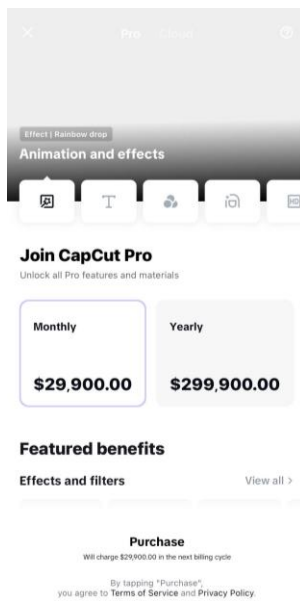 Pro Cloud
Effect | Rainbow drop
Animation and effects
HD
Join CapCut Pro
Unlock all Pro features and materials
Monthly Yearly
$29,900.00 $299,900.00
Featured benefits
Effects and filters View all >
Purchase
Will charge $29,900.00 in the next billing cycle
By tapping "Purchase",
you agree to Terms of Service and Privacy Policy.